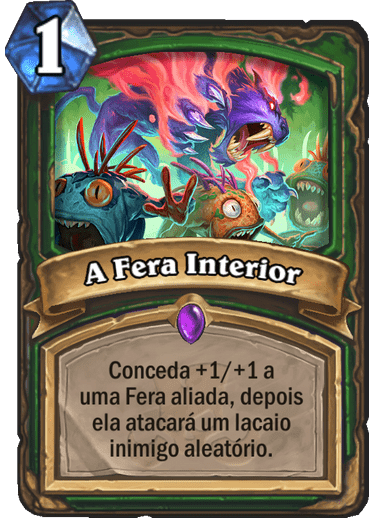 1
A Fera Interior
Conceda +1/+1 a
uma Fera aliada, depois
ela atacará um lacaio
inimigo aleatório.